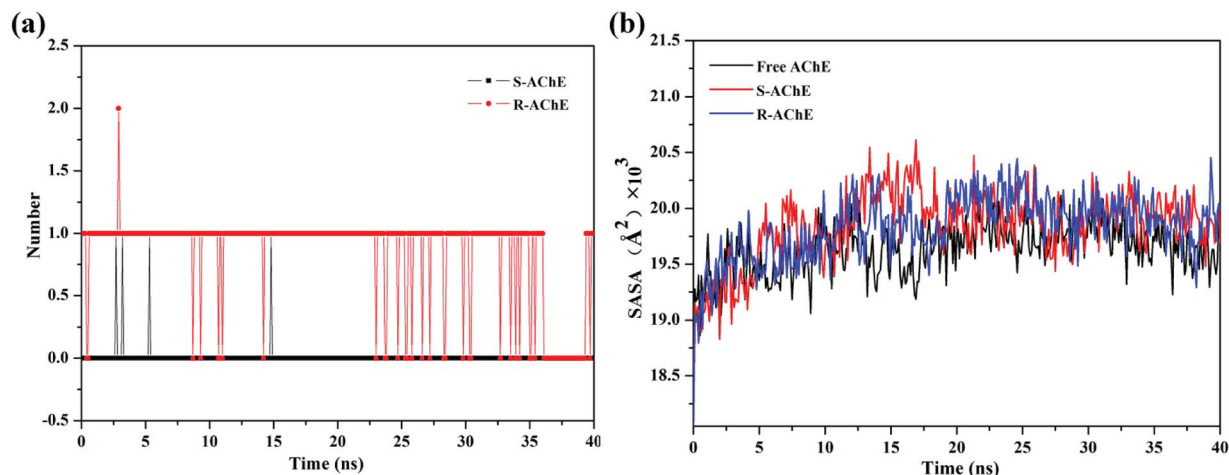 (a)
Number
2.5
2.0
1.5
1.0
0.5
0.0
-0.5
S-AChE
R-AChE
0 5 10 15 20 25 30 35 40
Time (ns)
(b)
SASA (Å²) ×10³
21.5
21.0
20.5
20.0
19.5
19.0
18.5
Free AChE
S-AChE
R-AChE
0 5 10 15 20 25 30 35 40
Time (ns)